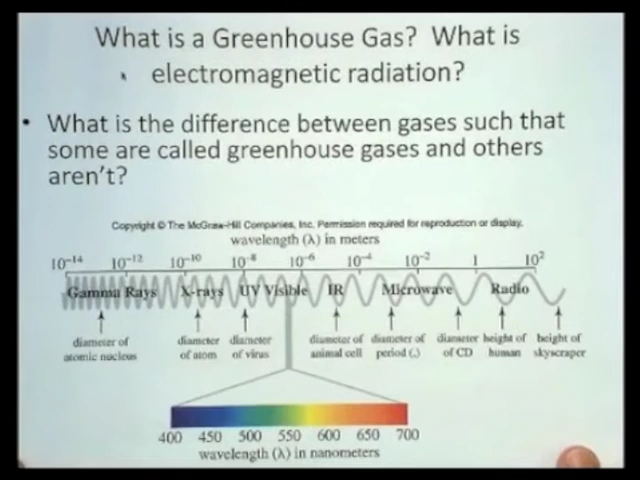 What is a Greenhouse Gas? What is
electromagnetic radiation?
• What is the difference between gases such that
some are called greenhouse gases and others
aren't?
Copyright © The McGraw-Hill Companies, Inc. Permission required for reproduction or display.
wavelength (λ) in meters
10⁻¹⁴ 10⁻¹² 10⁻¹⁰ 10⁻⁸ 10⁻⁶ 10⁻⁴ 10⁻² 1 10²
Gamma Rays X-rays UV Visible IR Microwave Radio
diameter of atomic nucleus
diameter of atom
diameter of virus
diameter of animal cell
diameter of period (.)
diameter of CD
height of human
height of skyscraper
400 450 500 550 600 650 700
wavelength (λ) in nanometers